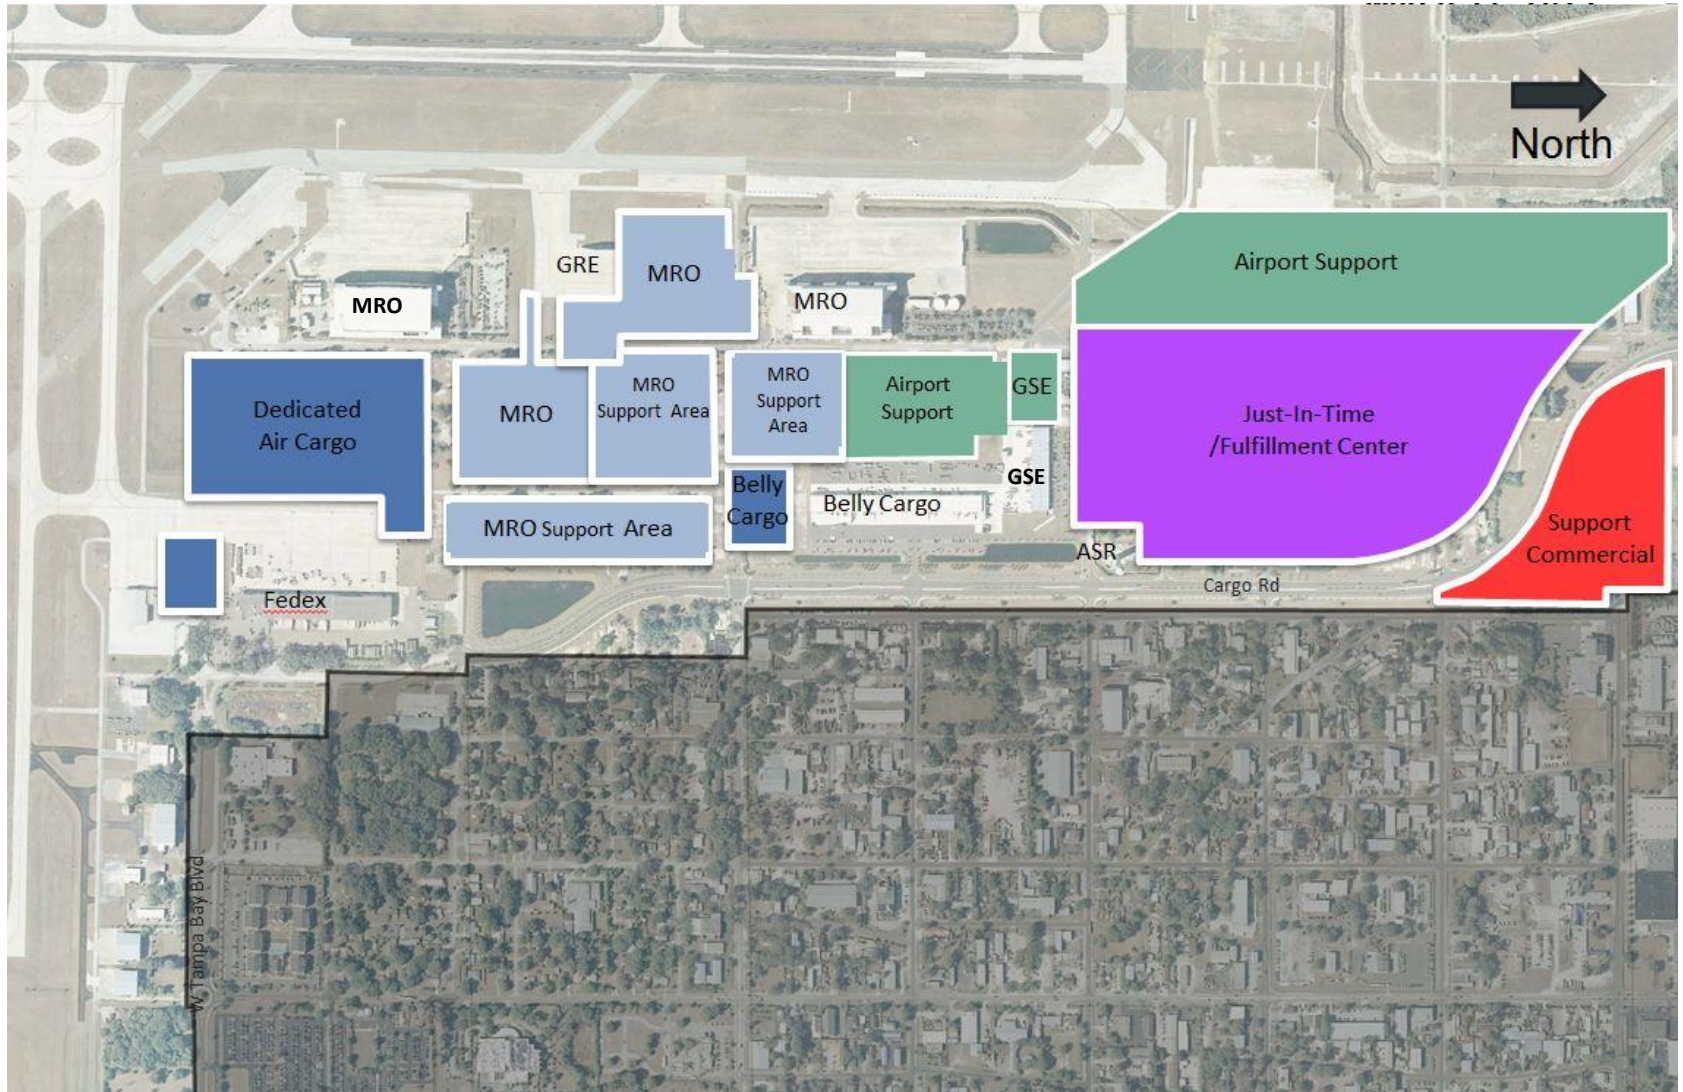 North
GRE
MRO
MRO
MRO
MRO
Airport Support
Dedicated
Air Cargo
MRO
MRO
Support Area
MRO
Support
Area
Airport
Support
GSE
Just-In-Time
/Fulfillment Center
MRO Support Area
Belly
Cargo
Belly Cargo
GSE
ASR
Support
Commercial
Fedex
Cargo Rd
W Tampa Bay Blvd